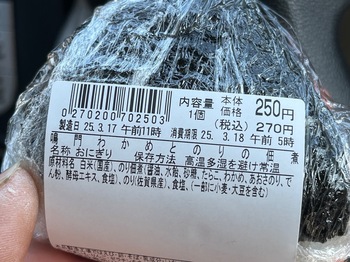 0270200702503
内容量 本体価格 250円
1個 (税込) 270円
製造日 25.3.17 午前11時 消費期限 25.3.18 午前5時
鳴門わかめとのりの佃煮
名称 おにぎり 保存方法 高温多湿を避け常温
原材料名 白米(国産)、のり佃煮(醤油、水飴、砂糖、たらこ、わかめ、あおさのり、で
ん粉、酵母エキス、食塩)、のり(佐賀県産)、食塩、(一部に小麦・大豆を含む)